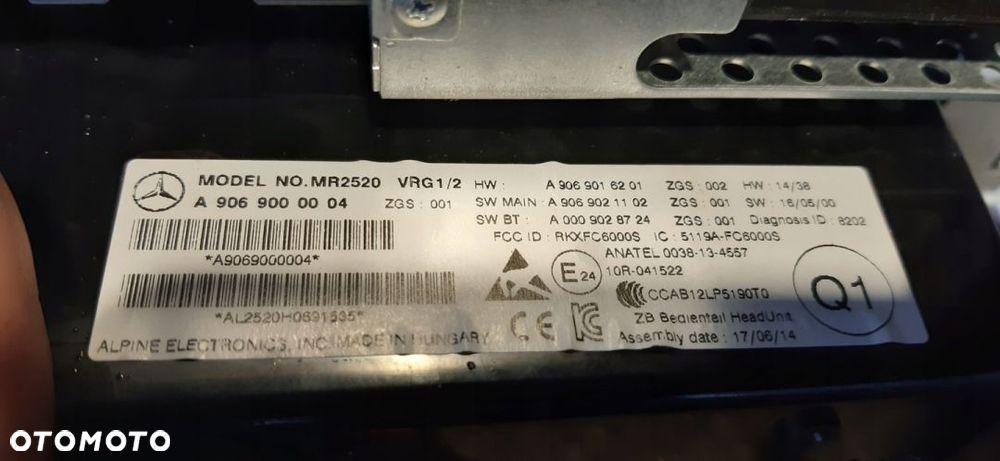 MODEL NO.MR2520 VRG1/2 HW : A 906 901 62 01 ZGS : 002 HW : 14/38
A 906 900 00 04 ZGS : 001 SW MAIN : A 906 902 11 02 ZGS : 001 SW : 16/05/00
SW BT : A 000 902 87 24 ZGS : 001 Diagnosis ID : 8202
FCC ID : RKXFC6000S IC : 5119A-FC6000S
*A9069000004*
ANATEL 0038-13-4557
E24 10R-041522
CCAB12LP5190T0
Q1
*AL2520H0691535*
CE
ZB Bedienteil HeadUnit
ALPINE ELECTRONICS, INC. MADE IN HUNGARY
Assembly date : 17/06/14
OTOMOTO